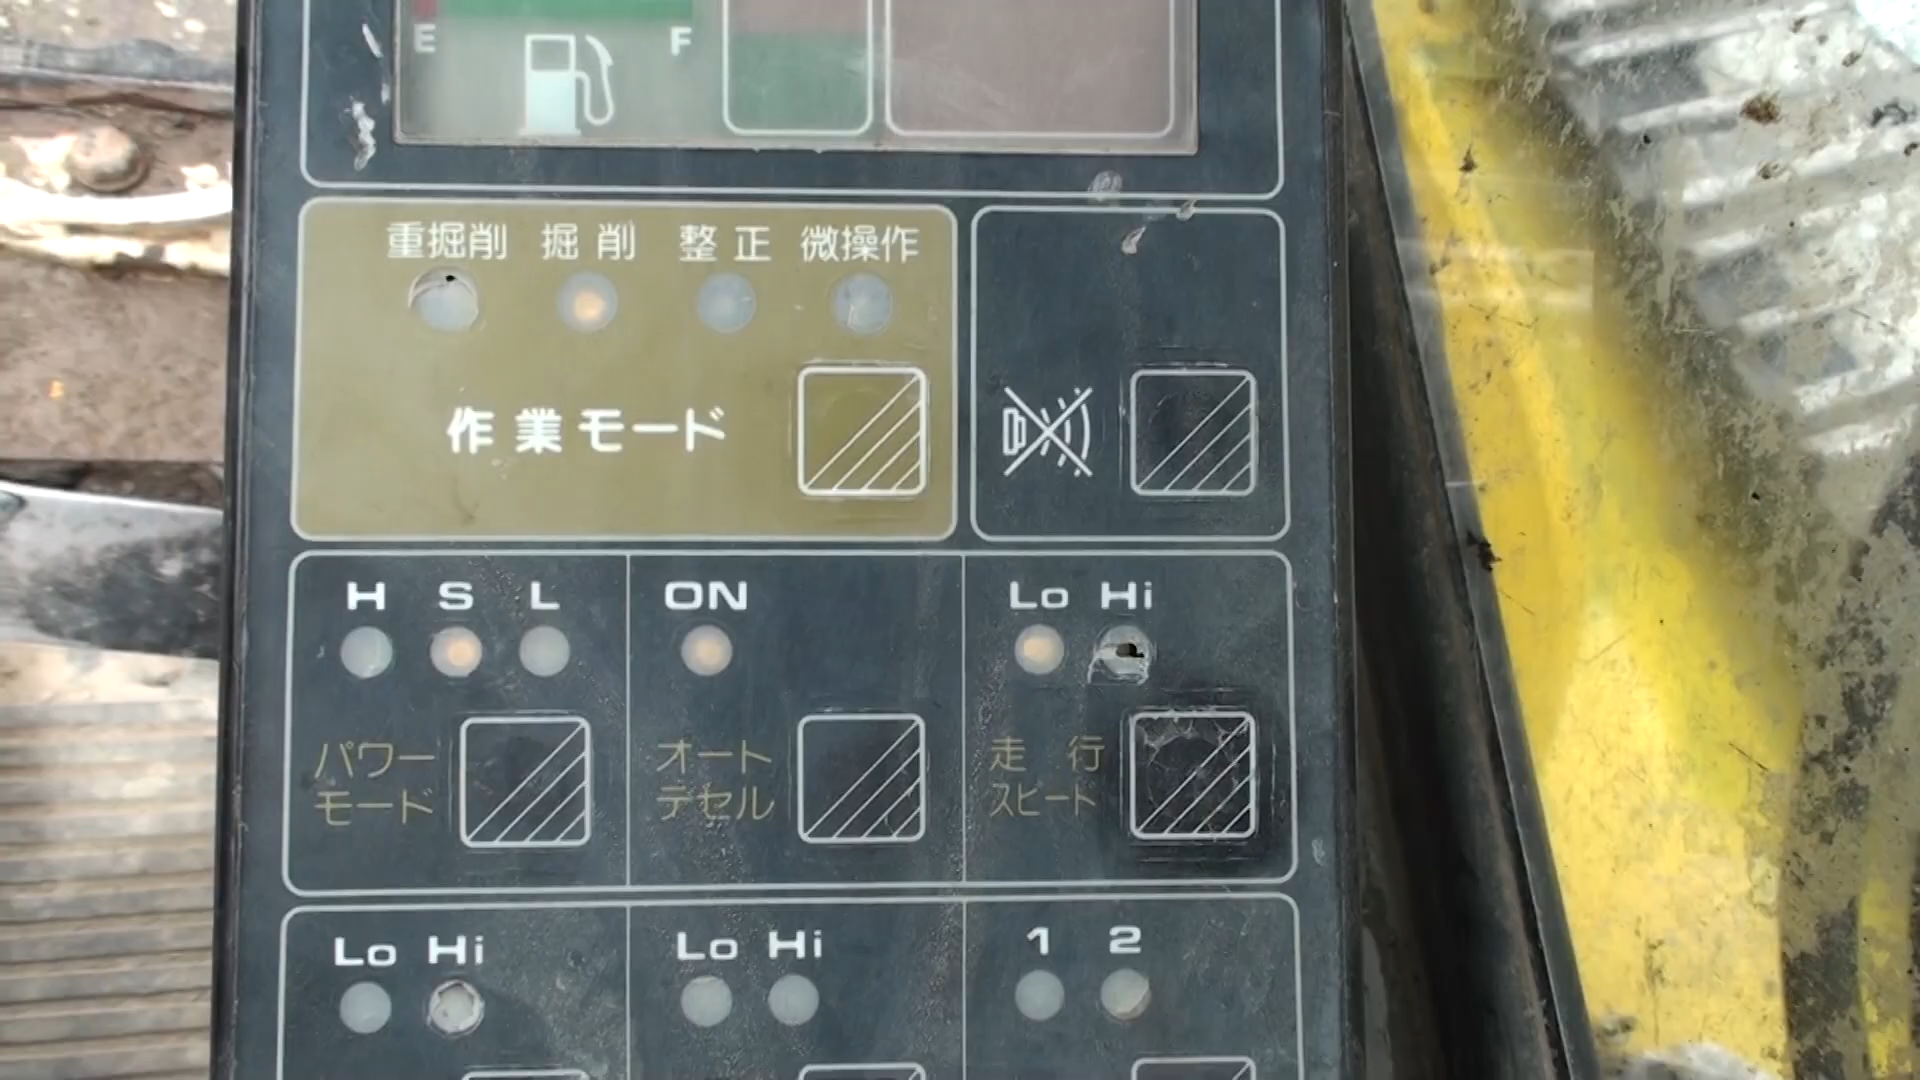 E F
重掘削 掘削 整正 微操作
作業モード
H S L
ON
Lo Hi
パワー
モード
オート
デセル
走行
スピード
Lo Hi
Lo Hi
1 2